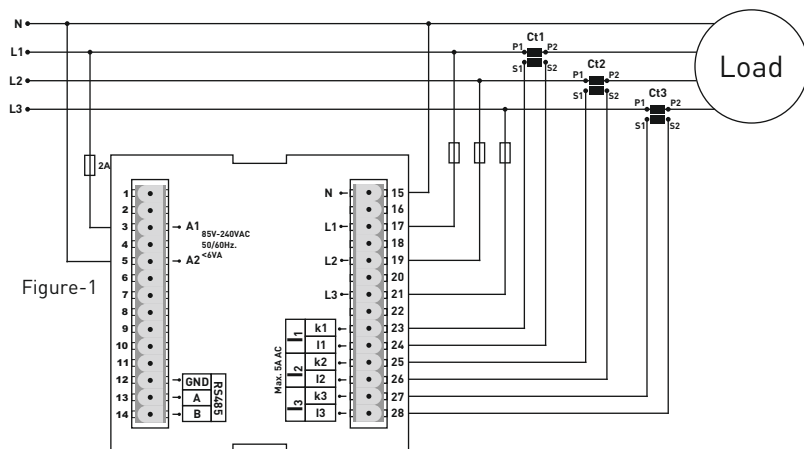 N
L1
L2
L3
Ct1
P1 P2
S1 S2
Ct2
P1 P2
S1 S2
Ct3
P1 P2
S1 S2
Load
2A
1
2
3
4
5
6
7
8
9
10
11
12
13
14
A1
85V-240VAC
50/60Hz.
<6VA
A2
GND
A
B
RS485
Figure-1
N
L1
L2
L3
Max. 5A AC
I1
I2
I3
k1
l1
k2
l2
k3
l3
15
16
17
18
19
20
21
22
23
24
25
26
27
28